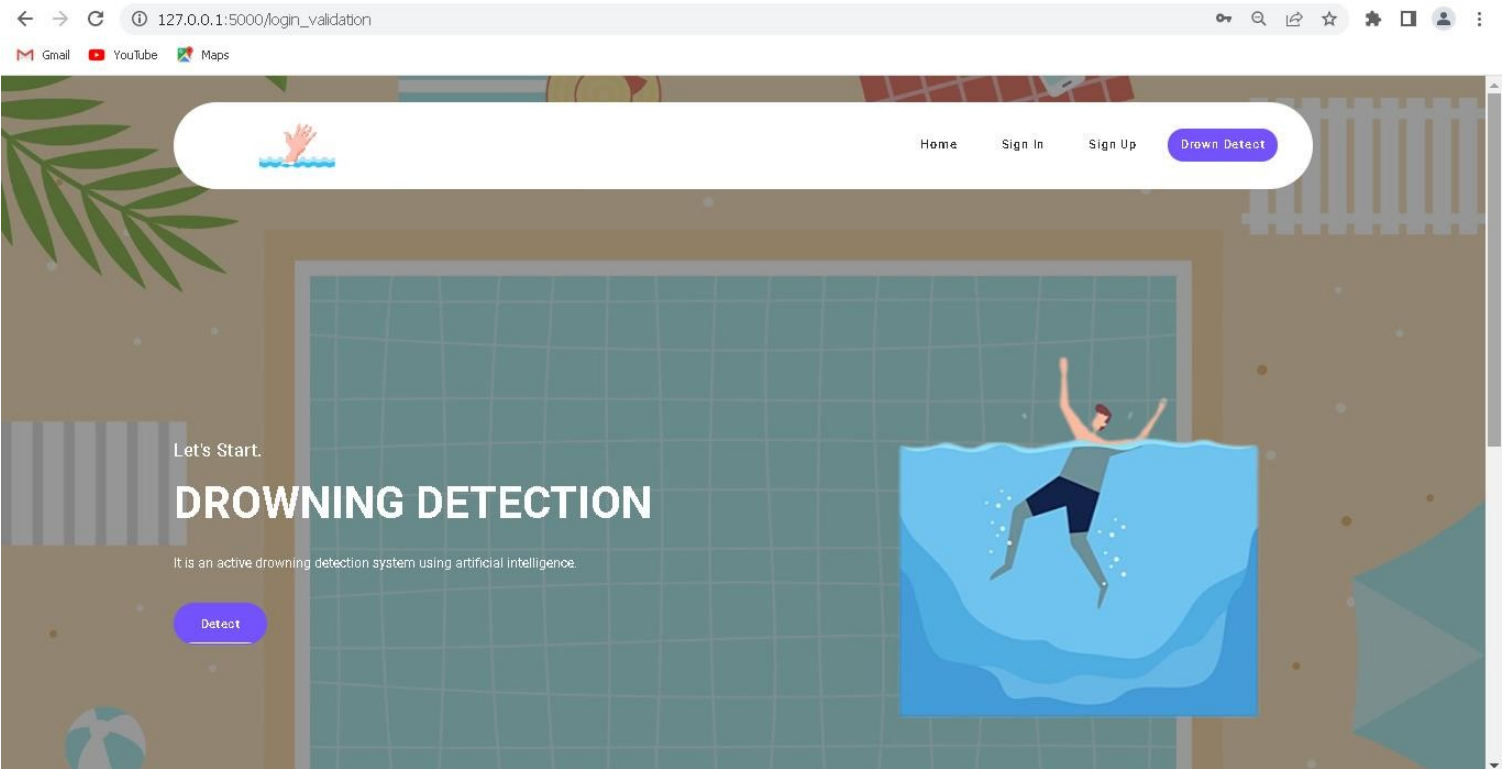 127.0.0.1:5000/login_validation
Gmail YouTube Maps
Home Sign In Sign Up Drown Detect
Let's Start.
DROWNING DETECTION
It is an active drowning detection system using artificial intelligence.
Detect